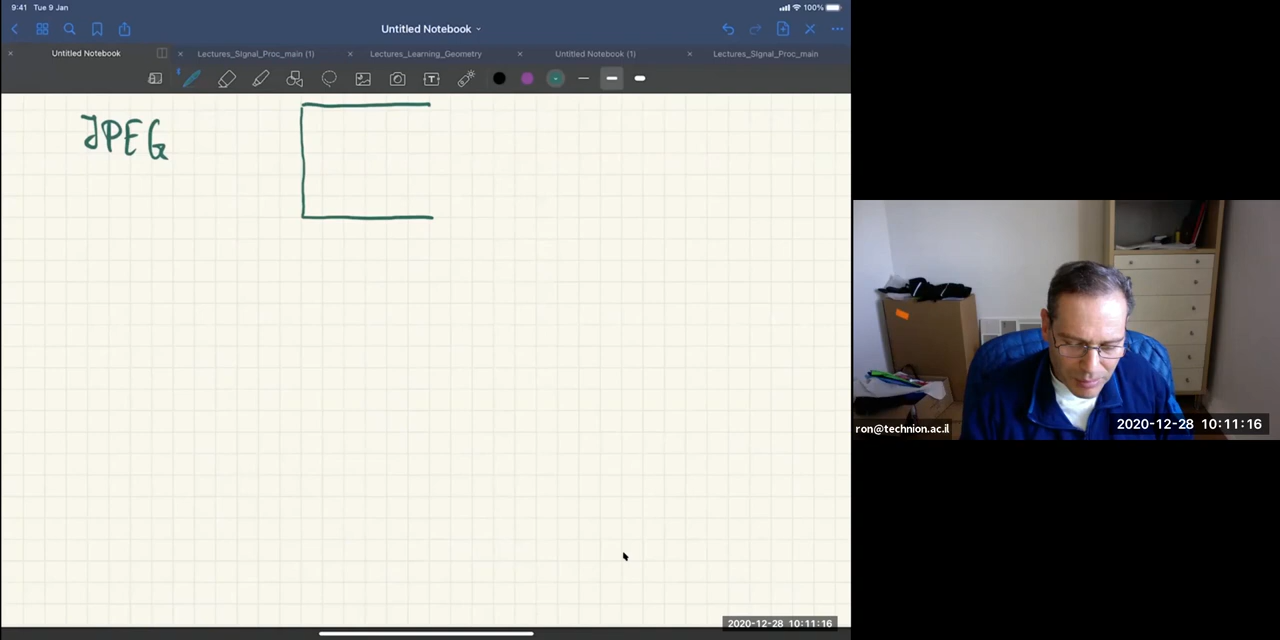 9:41 Tue 9 Jan
100%
Untitled Notebook
Untitled Notebook
Lectures_Signal_Proc_main (1)
Lectures_Learning_Geometry
Untitled Notebook (1)
Lectures_Signal_Proc_main
JPEG
ron@technion.ac.il
2020-12-28 10:11:16
2020-12-28 10:11:16